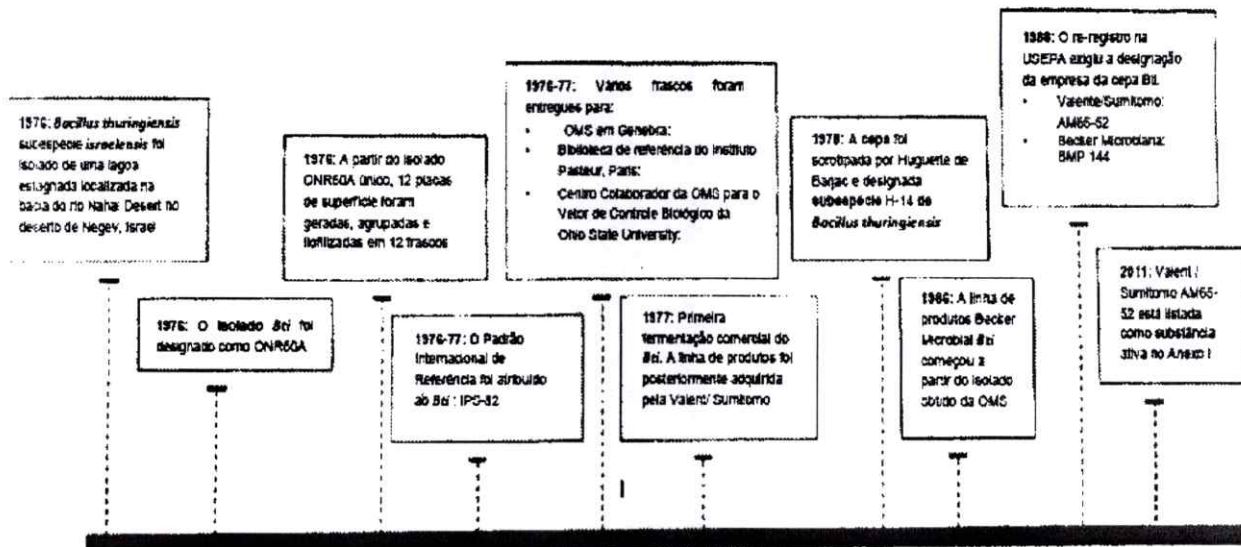 1976: Bacillus thuringiensis
subespécie israelensis foi
isolado de uma lagoa
estagnada localizada na
bacia do rio Nahal Desert no
deserto de Negev, Israel
1976: O isolado Bti foi
designado como ONR60A
1976: A partir do isolado
ONR60A único, 12 placas
de superfície foram
geradas, agrupadas e
liofilizadas em 12 frascos
1976-77: O Padrão
Internacional de
Referência foi atribuído
ao Bti : IPS-82
1976-77: Vários frascos foram
entregues para:
• OMS em Genebra;
• Biblioteca de referência do Instituto
Pasteur, Paris;
• Centro Colaborador da OMS para o
Vetor de Controle Biológico da
Ohio State University;
1977: Primeira
fermentação comercial do
Bti. A linha de produtos foi
posteriormente adquirida
pela Valent/ Sumitomo
1978: A cepa foi
sorotipada por Huguette de
Barjac e designada
subespécie H-14 de
Bacillus thuringiensis
1986: A linha de
produtos Becker
Microbial Bti
começou a
partir do isolado
obtido da OMS
O re-registro na
USEPA exigiu a designação
da empresa da cepa Bti.
• Valente/Sumitomo:
AM65-52
• Becker Microbiana:
BMP 144
2011: Valent /
Sumitomo AM65-
52 está listada
como substância
ativa no Anexo I